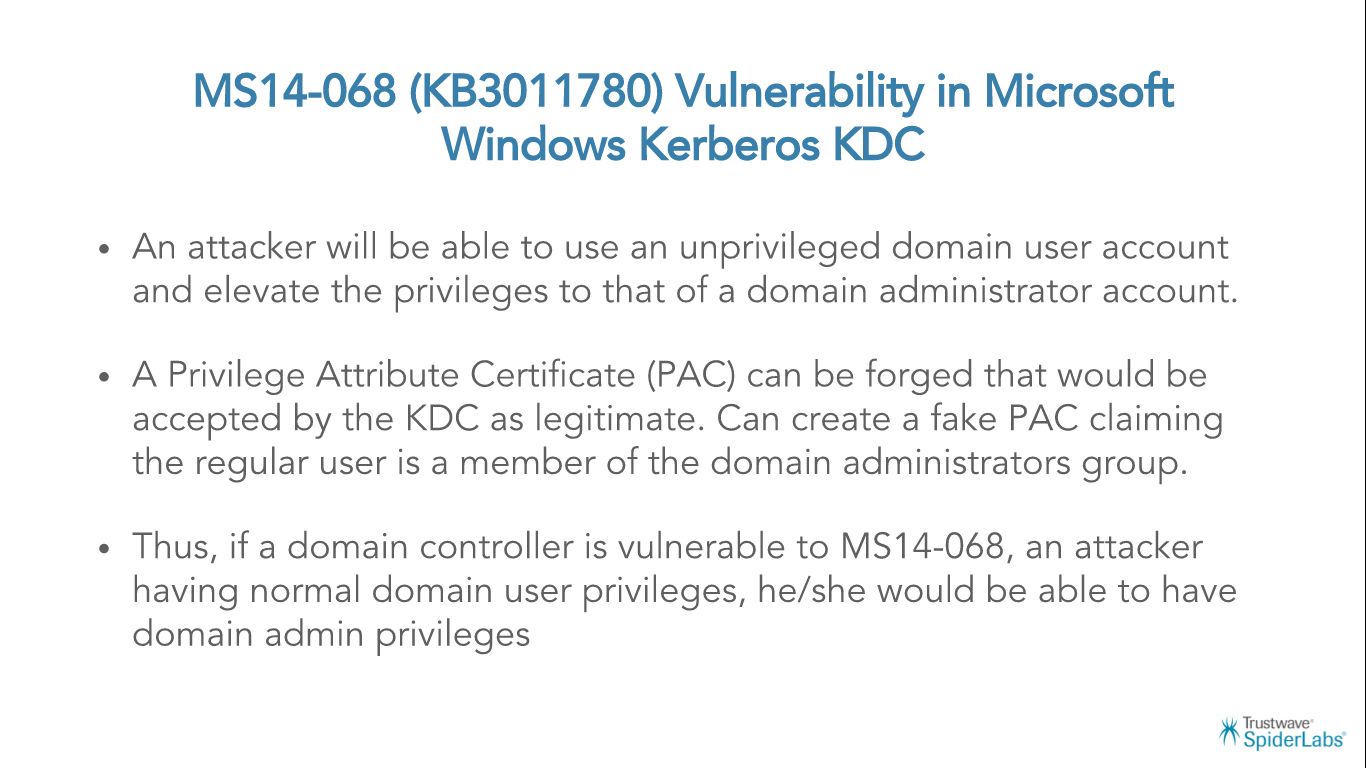 MS14-068 (KB3011780) Vulnerability in Microsoft
Windows Kerberos KDC
• An attacker will be able to use an unprivileged domain user account
and elevate the privileges to that of a domain administrator account.
• A Privilege Attribute Certificate (PAC) can be forged that would be
accepted by the KDC as legitimate. Can create a fake PAC claiming
the regular user is a member of the domain administrators group.
• Thus, if a domain controller is vulnerable to MS14-068, an attacker
having normal domain user privileges, he/she would be able to have
domain admin privileges
Trustwave®
SpiderLabs®